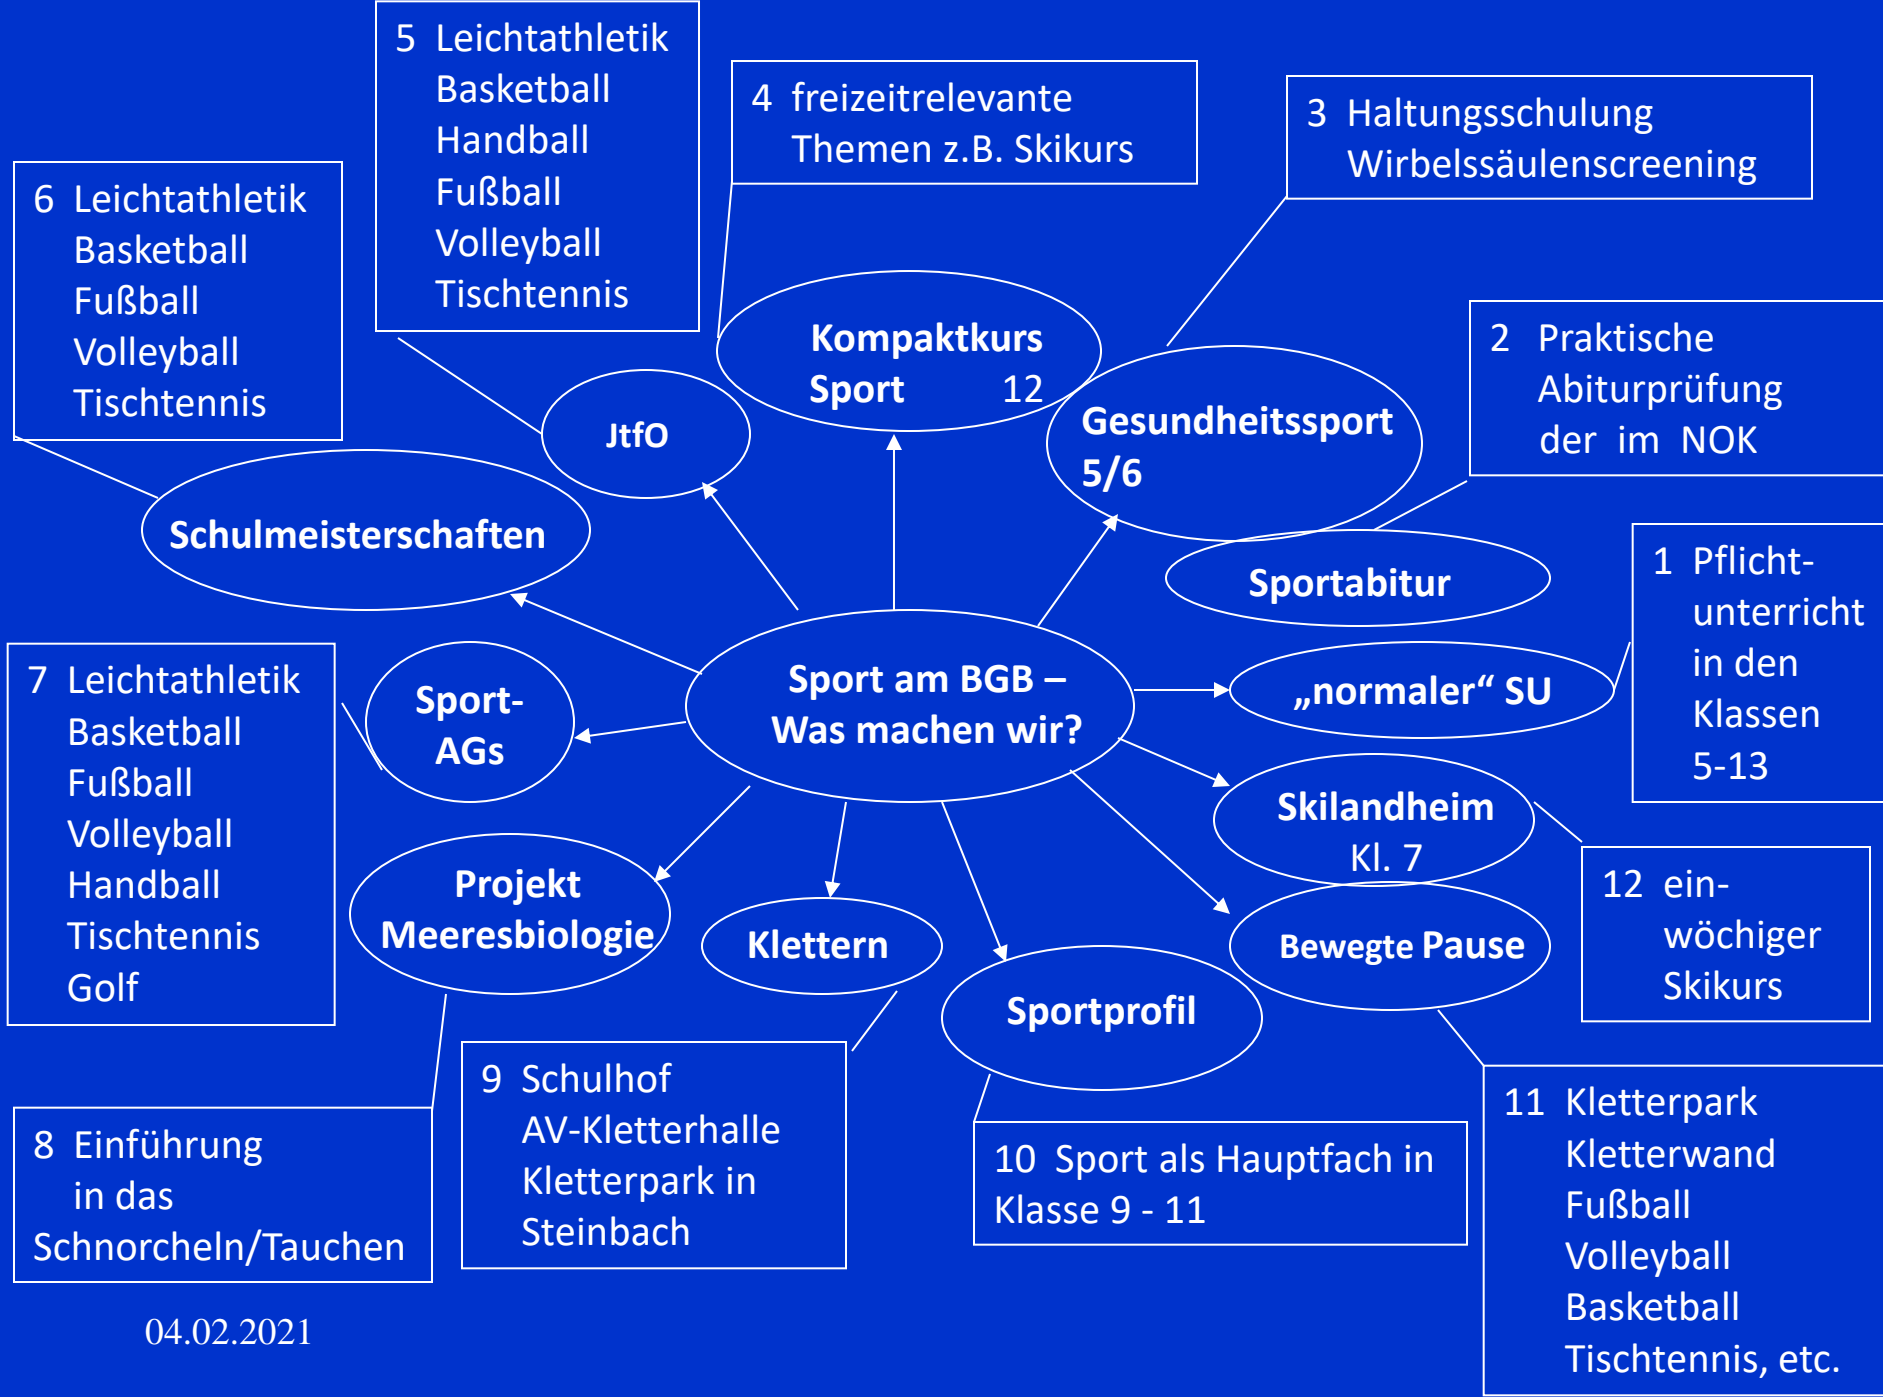 5 Leichtathletik
Basketball
Handball
Fußball
Volleyball
Tischtennis
4 freizeitrelevante
Themen z.B. Skikurs
3 Haltungsschulung
Wirbelssäulenscreening
6 Leichtathletik
Basketball
Fußball
Volleyball
Tischtennis
Kompaktkurs
Sport 12
2 Praktische
Abiturprüfung
der im NOK
JtfO
Gesundheitssport
5/6
Schulmeisterschaften
Sportabitur
1 Pflicht-
unterricht
in den
Klassen
5-13
7 Leichtathletik
Basketball
Fußball
Volleyball
Handball
Tischtennis
Golf
Sport-
AGs
Sport am BGB –
Was machen wir?
„normaler“ SU
Skilandheim
Kl. 7
12 ein-
wöchiger
Skikurs
Projekt
Meeresbiologie
Klettern
Sportprofil
Bewegte Pause
8 Einführung
in das
Schnorcheln/Tauchen
9 Schulhof
AV-Kletterhalle
Kletterpark in
Steinbach
10 Sport als Hauptfach in
Klasse 9 - 11
11 Kletterpark
Kletterwand
Fußball
Volleyball
Basketball
Tischtennis, etc.
04.02.2021